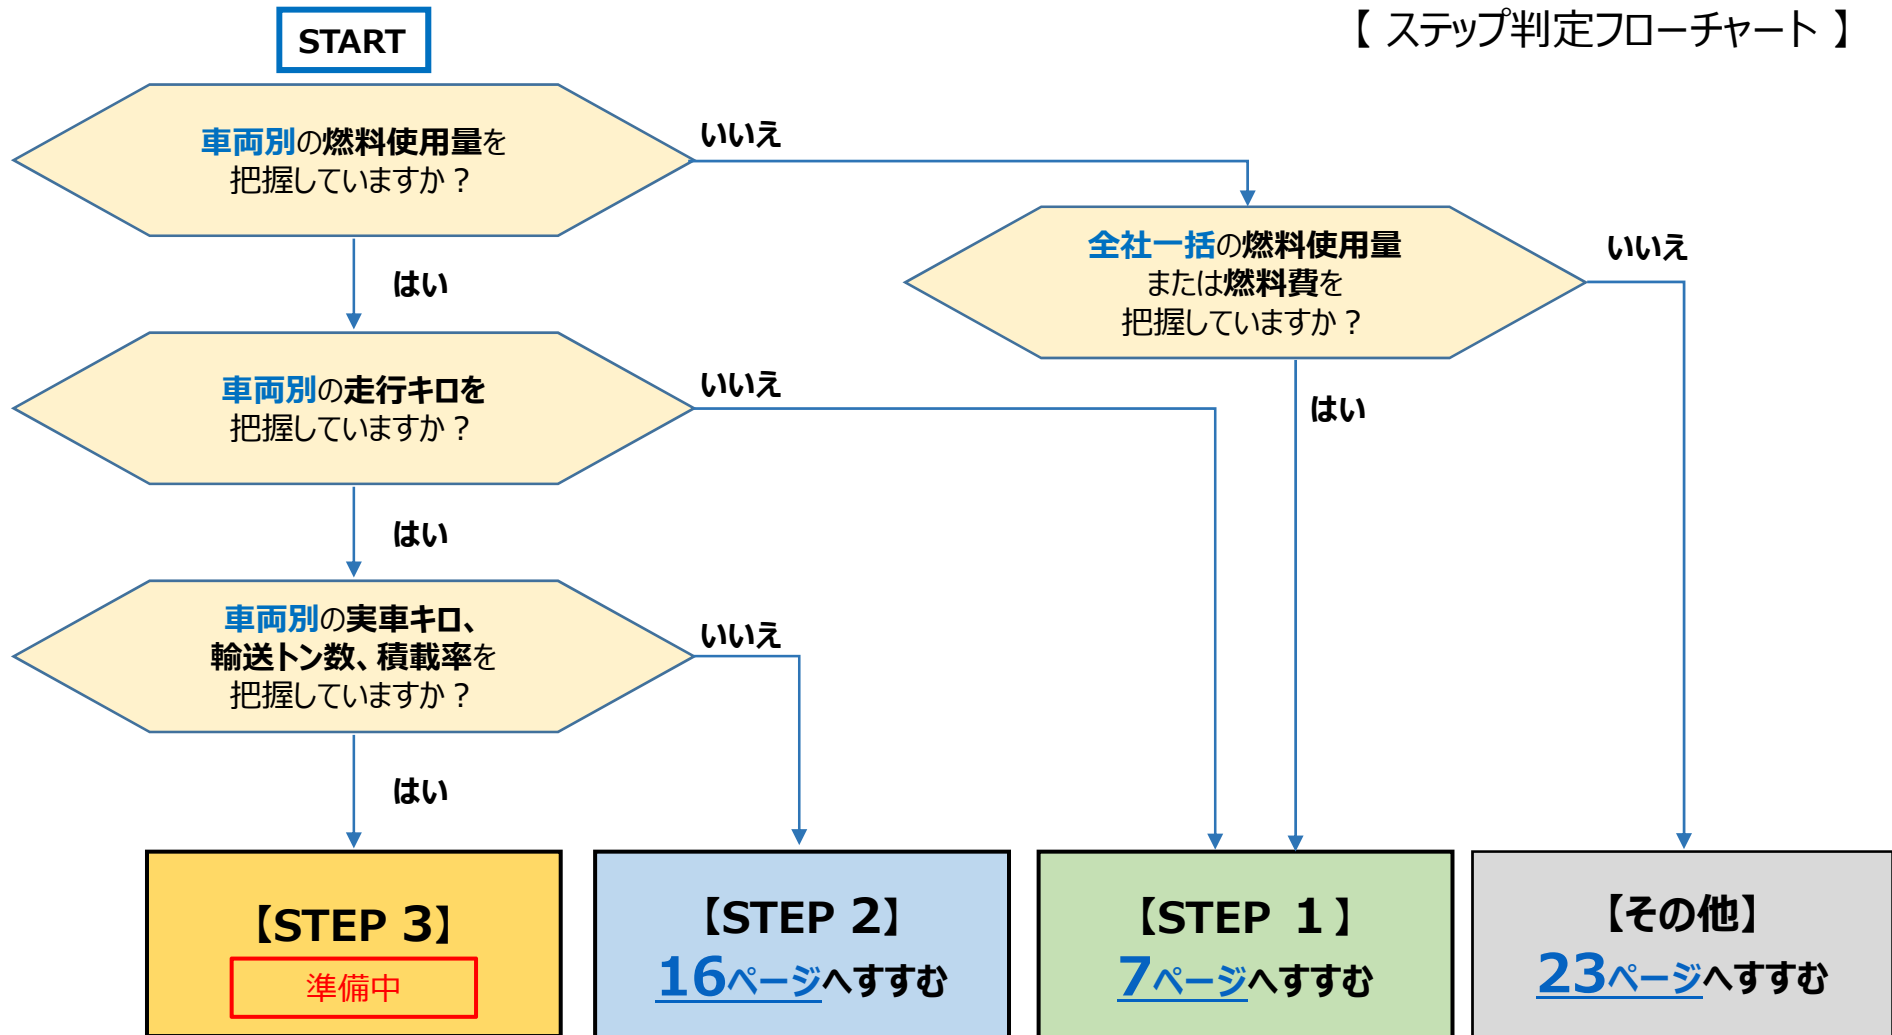 【 ステップ判定フローチャート 】
START
車両別の燃料使用量を
把握していますか？
いいえ
はい
全社一括の燃料使用量
または燃料費を
把握していますか？
いいえ
はい
車両別の走行キロを
把握していますか？
いいえ
はい
車両別の実車キロ、
輸送トン数、積載率を
把握していますか？
いいえ
はい
【STEP 3】
準備中
【STEP 2】
16ページへすすむ
【STEP 1 】
7ページへすすむ
【その他】
23ページへすすむ